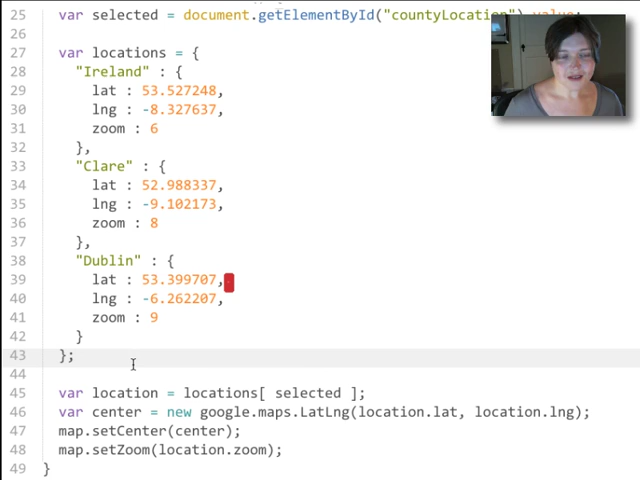 25 var selected = document.getElementById("countyLocation").value;
26
27 var locations = {
28 "Ireland" : {
29 lat : 53.527248,
30 lng : -8.327637,
31 zoom : 6
32 },
33 "Clare" : {
34 lat : 52.988337,
35 lng : -9.102173,
36 zoom : 8
37 },
38 "Dublin" : {
39 lat : 53.399707,
40 lng : -6.262207,
41 zoom : 9
42 }
43 };
44
45 var location = locations[ selected ];
46 var center = new google.maps.LatLng(location.lat, location.lng);
47 map.setCenter(center);
48 map.setZoom(location.zoom);
49 }